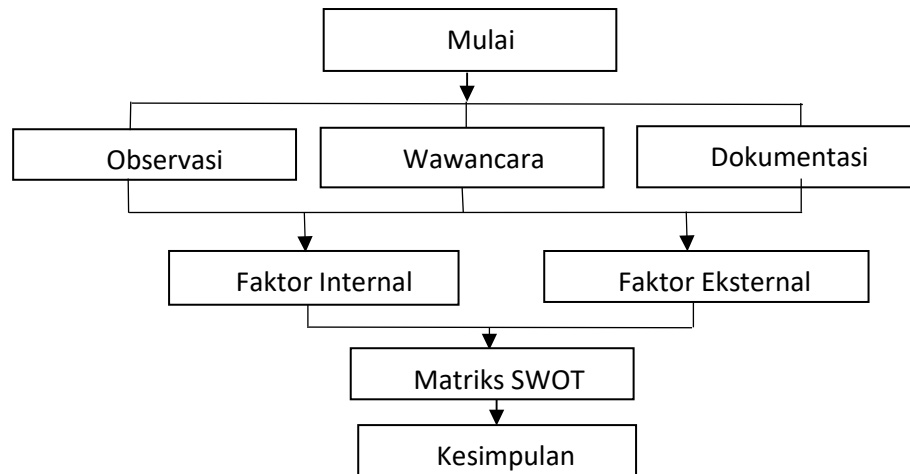 Mulai
Observasi
Wawancara
Dokumentasi
Faktor Internal
Faktor Eksternal
Matriks SWOT
Kesimpulan